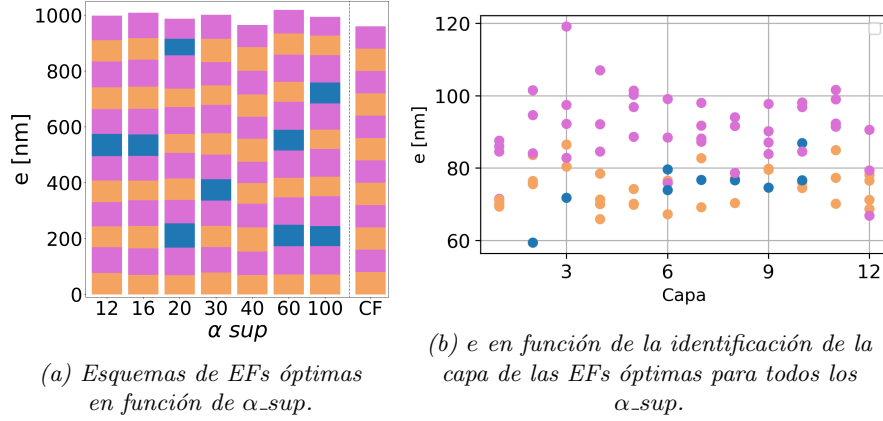 e [nm]
1000
800
600
400
200
0
12 16 20 30 40 60 100 CF
α sup
(a) Esquemas de EFs óptimas
en función de α_sup.
e [nm]
120
100
80
60
3 6 9 12
Capa
(b) e en función de la identificación de la
capa de las EFs óptimas para todos los
α_sup.